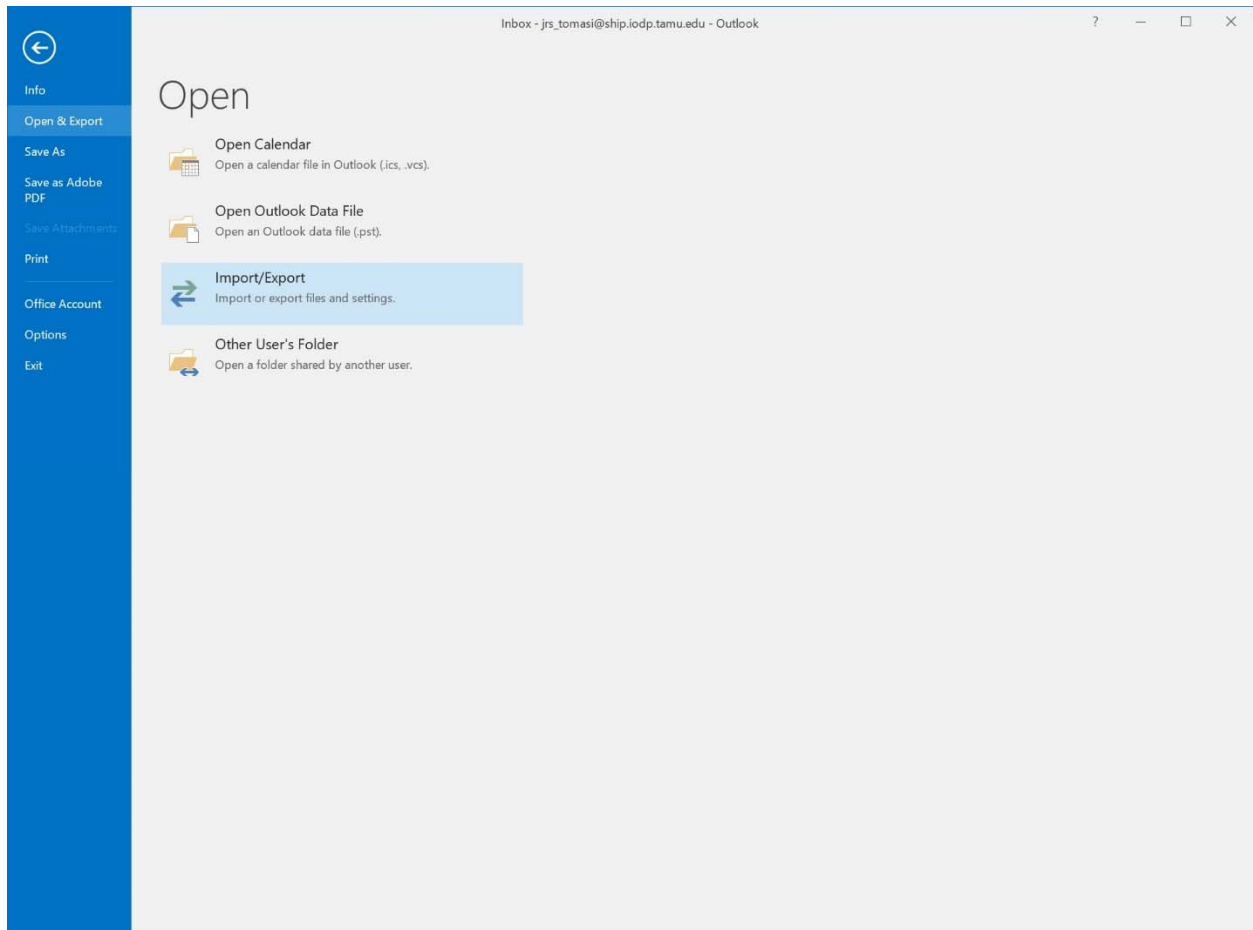 Inbox - jrs_tomasi@ship.iodp.tamu.edu - Outlook
?
Info
Open & Export
Save As
Save as Adobe
PDF
Save Attachments
Print
Office Account
Options
Exit
Open
Open Calendar
Open a calendar file in Outlook (.ics, .vcs).
Open Outlook Data File
Open an Outlook data file (.pst).
Import/Export
Import or export files and settings.
Other User's Folder
Open a folder shared by another user.